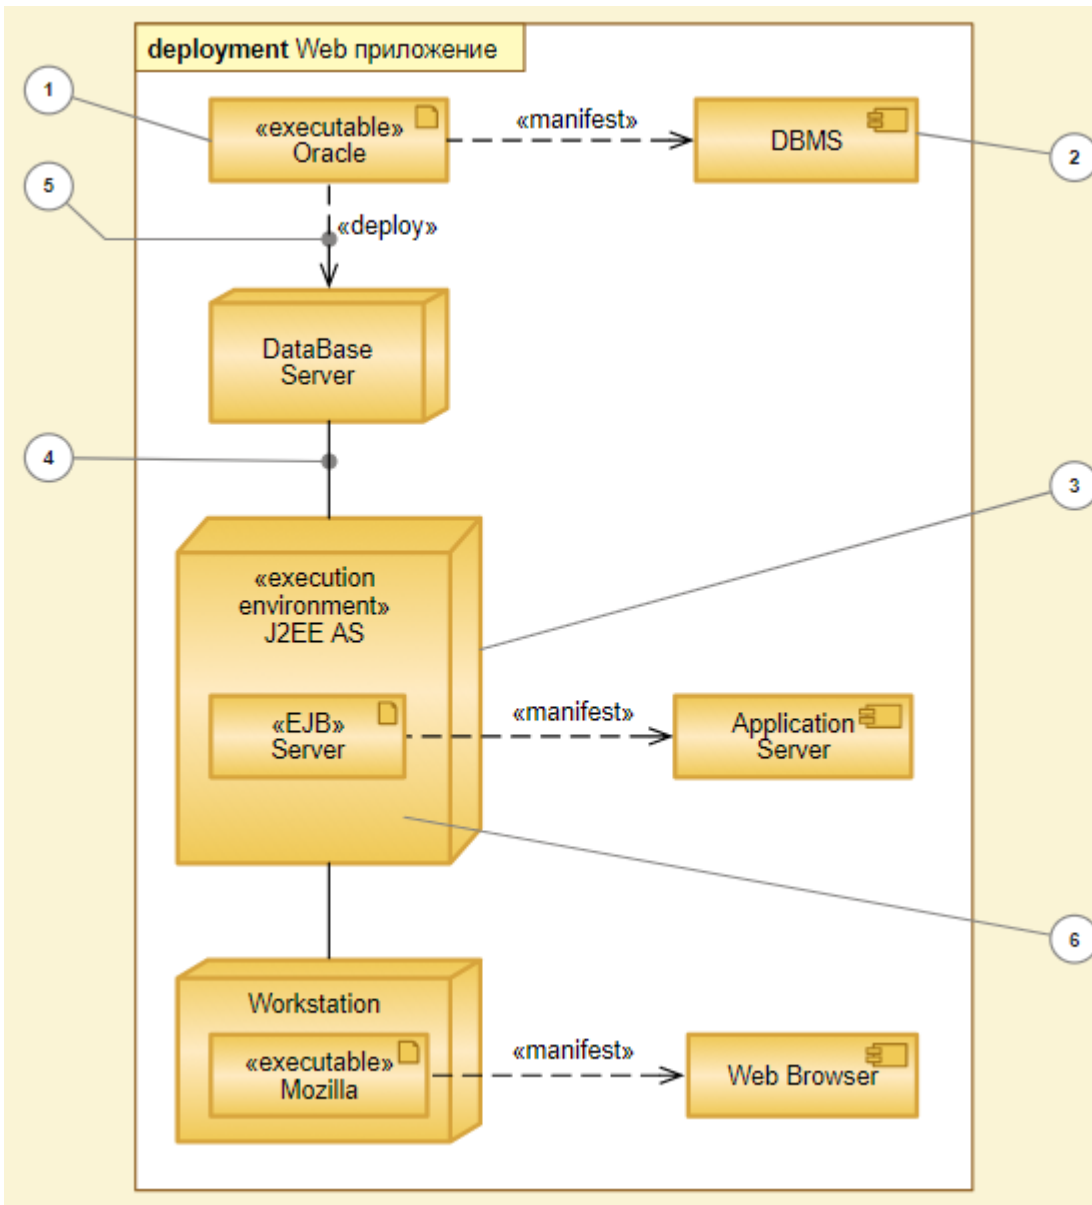 deployment Web приложение
1
«executable»
Oracle
«manifest»
DBMS
2
5
«deploy»
DataBase
Server
4
3
«execution
environment»
J2EE AS
«EJB»
Server
«manifest»
Application
Server
6
Workstation
«executable»
Mozilla
«manifest»
Web Browser